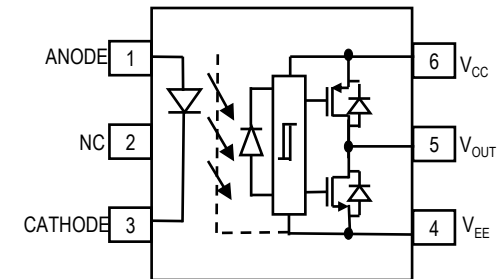 ANODE 1
6 VCC
NC 2
5 VOUT
CATHODE 3
4 VEE